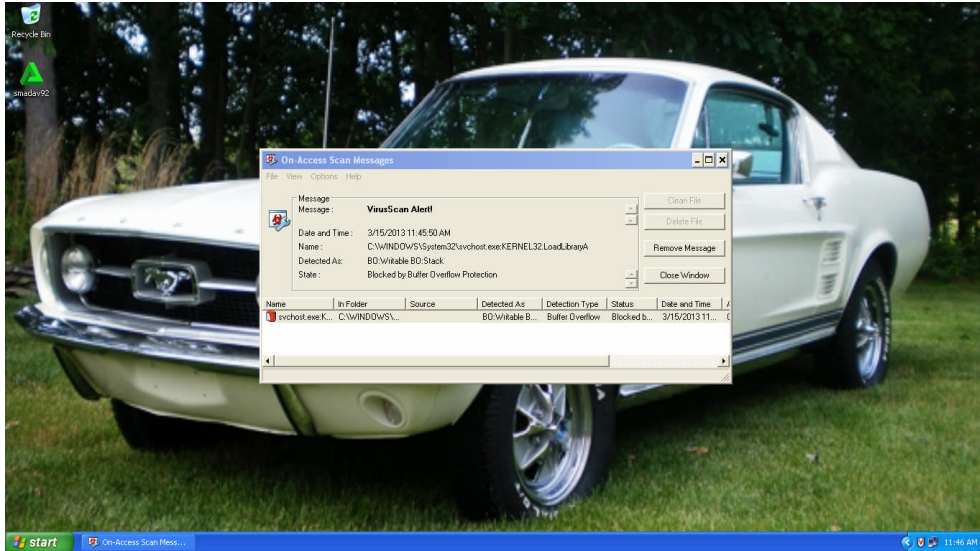 Recycle Bin
smadav92
On-Access Scan Messages
File View Options Help
Message
Message : VirusScan Alert!
Date and Time : 3/15/2013 11:45:50 AM
Name : C:\WINDOWS\System32\svchost.exe:KERNEL32.LoadLibraryA
Detected As: BO:Writable BO:Stack
State : Blocked by Buffer Overflow Protection
Clean File
Delete File
Remove Message
Close Window
Name In Folder Source Detected As Detection Type Status Date and Time
svchost.exe:K... C:\WINDOWS\... BO:Writable B... Buffer Overflow Blocked b... 3/15/2013 11...
start On-Access Scan Mess... 11:46 AM